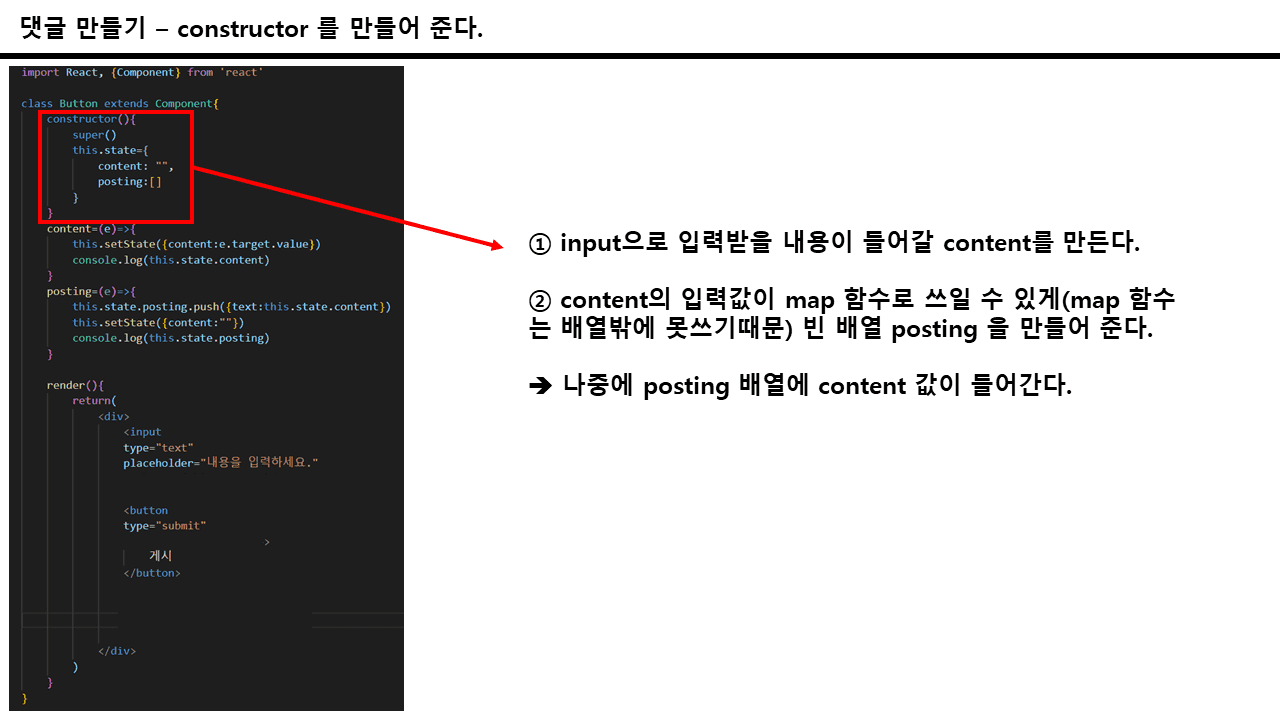 댓글 만들기 – constructor 를 만들어 준다.
import React, {Component} from 'react'
class Button extends Component{
constructor(){
super()
this.state={
content: "",
posting:[]
}
}
content=(e)=>{
this.setState({content:e.target.value})
console.log(this.state.content)
}
posting=(e)=>{
this.state.posting.push({text:this.state.content})
this.setState({content:""})
console.log(this.state.posting)
}
render(){
return(
<div>
<input
type="text"
placeholder="내용을 입력하세요."
<button
type="submit"
>
게시
</button>
</div>
)
}
}
① input으로 입력받을 내용이 들어갈 content를 만든다.
② content의 입력값이 map 함수로 쓰일 수 있게(map 함수
는 배열밖에 못쓰기때문) 빈 배열 posting 을 만들어 준다.
➔ 나중에 posting 배열에 content 값이 들어간다.